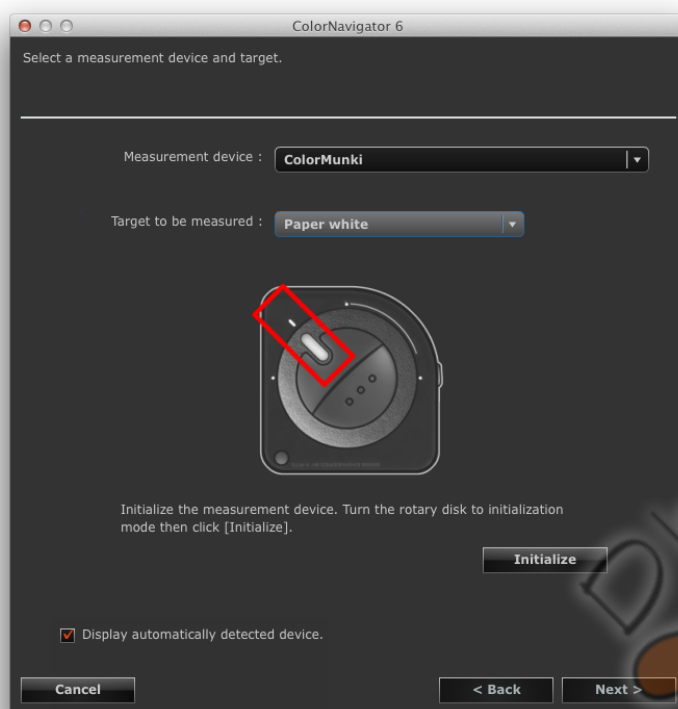 ColorNavigator 6
Select a measurement device and target.
Measurement device : ColorMunki
Target to be measured : Paper white
Initialize the measurement device. Turn the rotary disk to initialization
mode then click [Initialize].
Initialize
Display automatically detected device.
Cancel < Back Next >